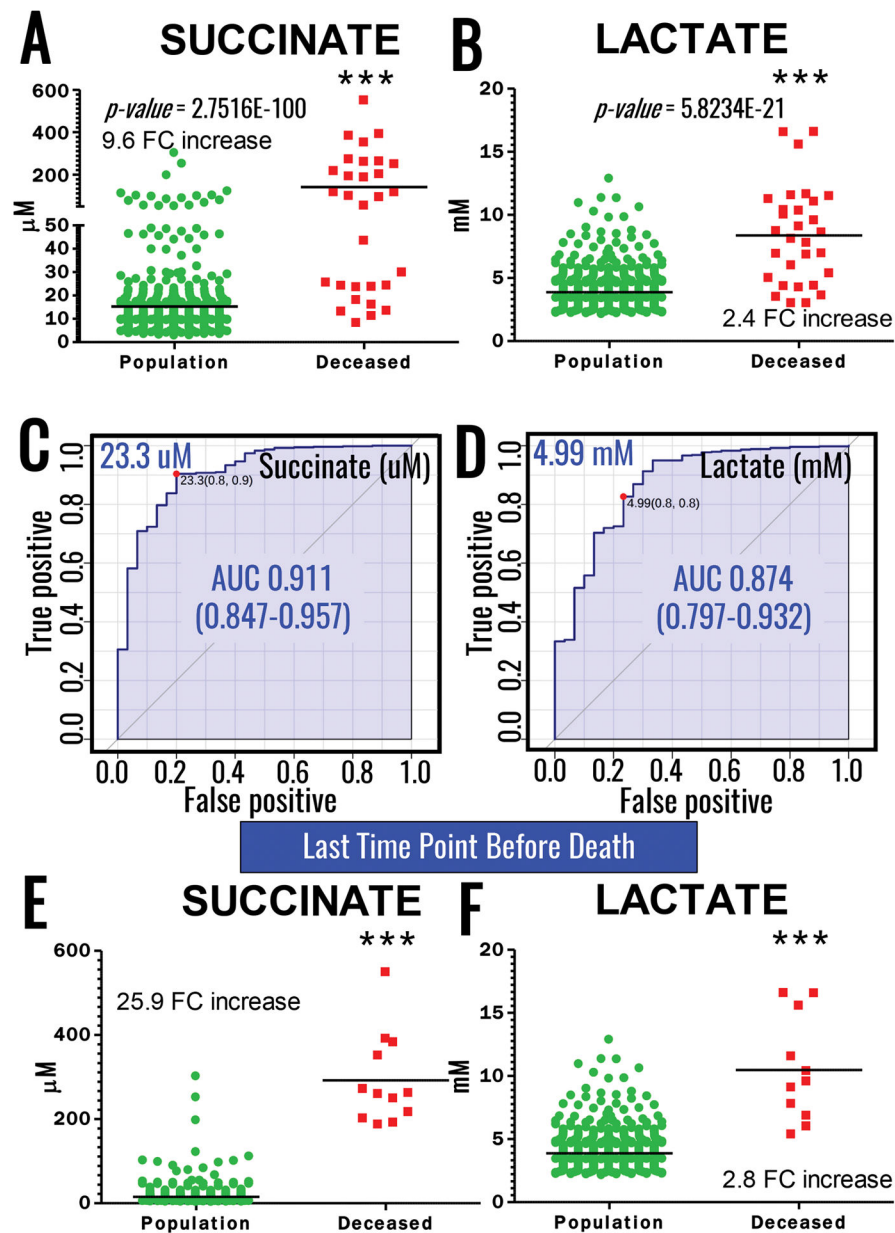 A
SUCCINATE
***
p-value = 2.7516E-100
9.6 FC increase
600
400
200
50
40
30
20
10
0
µM
Population
Deceased
B
LACTATE
***
p-value = 5.8234E-21
20
15
10
5
0
mM
2.4 FC increase
Population
Deceased
C
23.3 uM
Succinate (uM)
23.3(0.8, 0.9)
AUC 0.911
(0.847-0.957)
True positive
0.0 0.2 0.4 0.6 0.8 1.0
0.0 0.2 0.4 0.6 0.8 1.0
False positive
D
4.99 mM
Lactate (mM)
4.99(0.8, 0.8)
AUC 0.874
(0.797-0.932)
True positive
0.0 0.2 0.4 0.6 0.8 1.0
0.0 0.2 0.4 0.6 0.8 1.0
False positive
Last Time Point Before Death
E
SUCCINATE
***
25.9 FC increase
600
400
200
0
µM
Population
Deceased
F
LACTATE
***
20
15
10
5
0
mM
2.8 FC increase
Population
Deceased